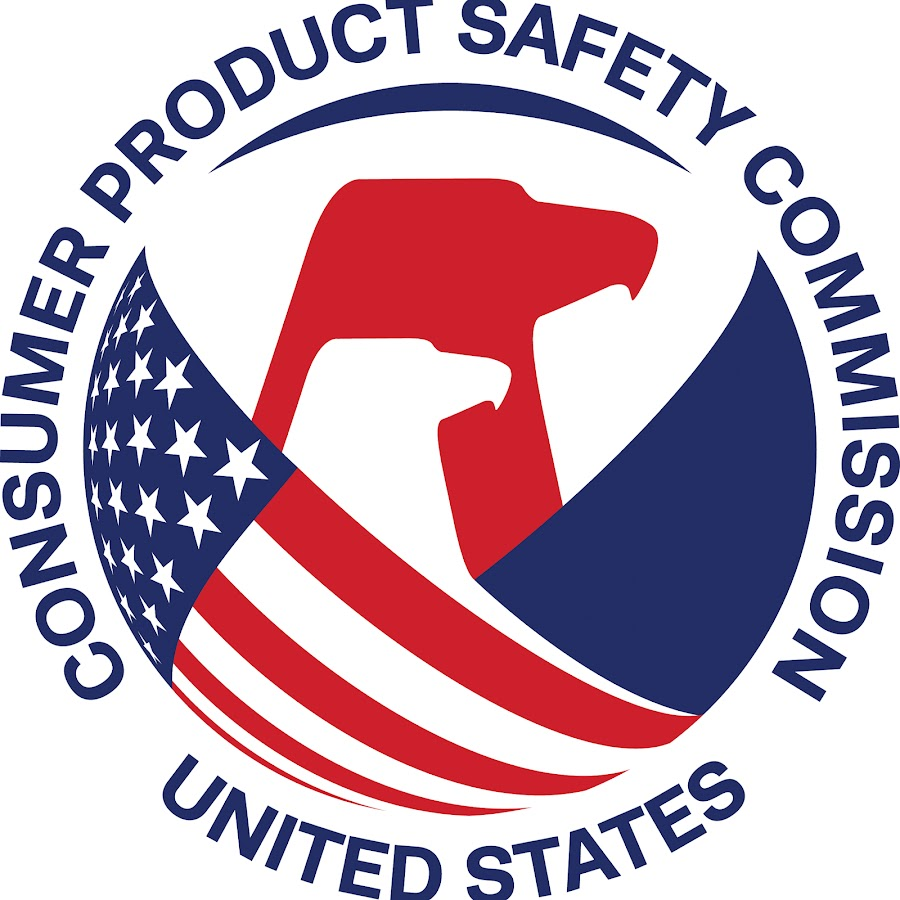 CONSUMER PRODUCT SAFETY COMMISSION
UNITED STATES